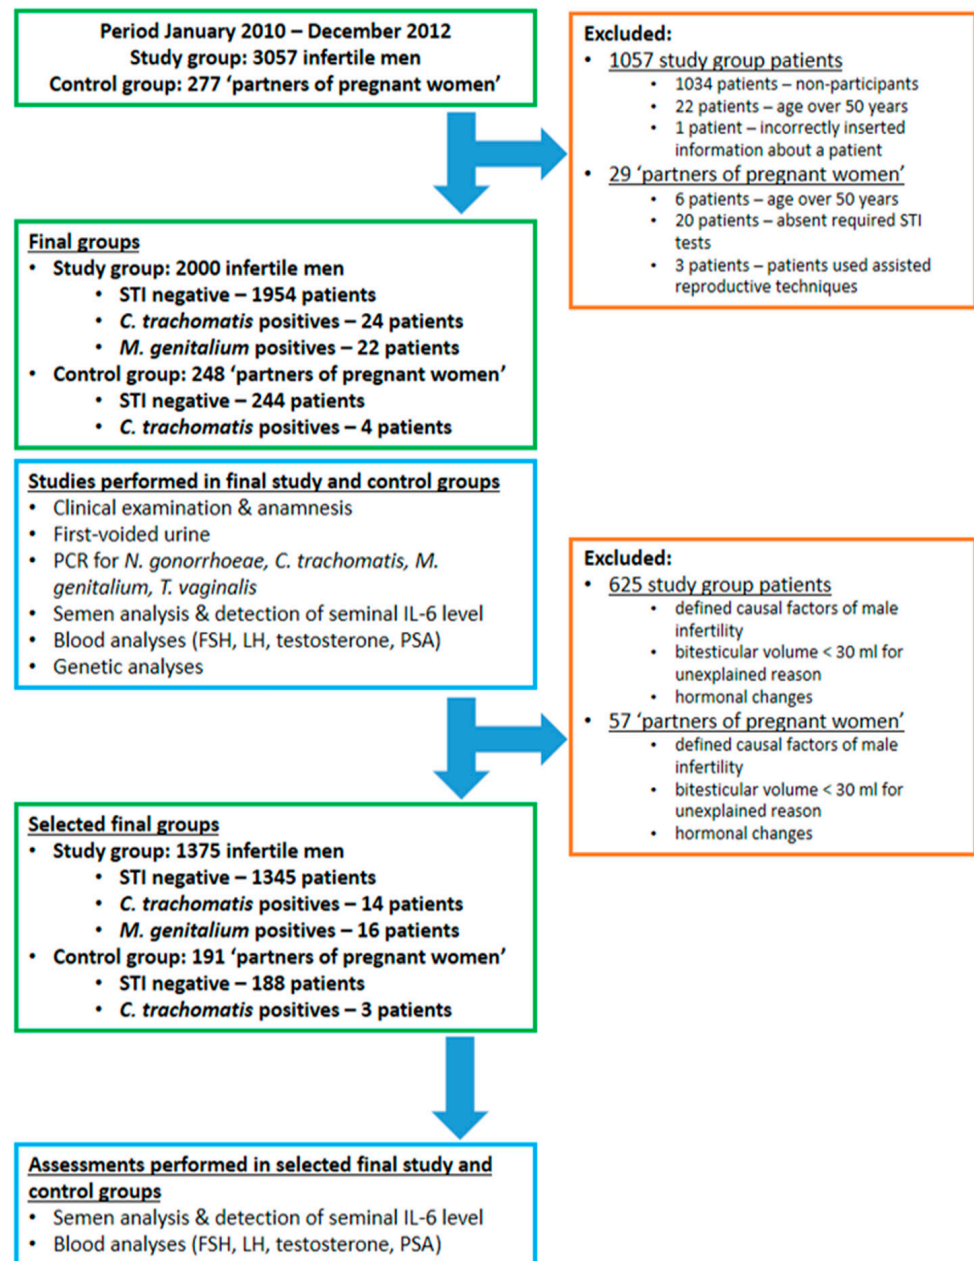 Period January 2010 – December 2012
Study group: 3057 infertile men
Control group: 277 ‘partners of pregnant women’
Excluded:
• 1057 study group patients
• 1034 patients – non-participants
• 22 patients – age over 50 years
• 1 patient – incorrectly inserted
information about a patient
• 29 ‘partners of pregnant women’
• 6 patients – age over 50 years
• 20 patients – absent required STI
tests
• 3 patients – patients used assisted
reproductive techniques
Final groups
• Study group: 2000 infertile men
• STI negative – 1954 patients
• C. trachomatis positives – 24 patients
• M. genitalium positives – 22 patients
• Control group: 248 ‘partners of pregnant women’
• STI negative – 244 patients
• C. trachomatis positives – 4 patients
Studies performed in final study and control groups
• Clinical examination & anamnesis
• First-voided urine
• PCR for N. gonorrhoeae, C. trachomatis, M.
genitalium, T. vaginalis
• Semen analysis & detection of seminal IL-6 level
• Blood analyses (FSH, LH, testosterone, PSA)
• Genetic analyses
Excluded:
• 625 study group patients
• defined causal factors of male
infertility
• bitesticular volume < 30 ml for
unexplained reason
• hormonal changes
• 57 ‘partners of pregnant women’
• defined causal factors of male
infertility
• bitesticular volume < 30 ml for
unexplained reason
• hormonal changes
Selected final groups
• Study group: 1375 infertile men
• STI negative – 1345 patients
• C. trachomatis positives – 14 patients
• M. genitalium positives – 16 patients
• Control group: 191 ‘partners of pregnant women’
• STI negative – 188 patients
• C. trachomatis positives – 3 patients
Assessments performed in selected final study and
control groups
• Semen analysis & detection of seminal IL-6 level
• Blood analyses (FSH, LH, testosterone, PSA)